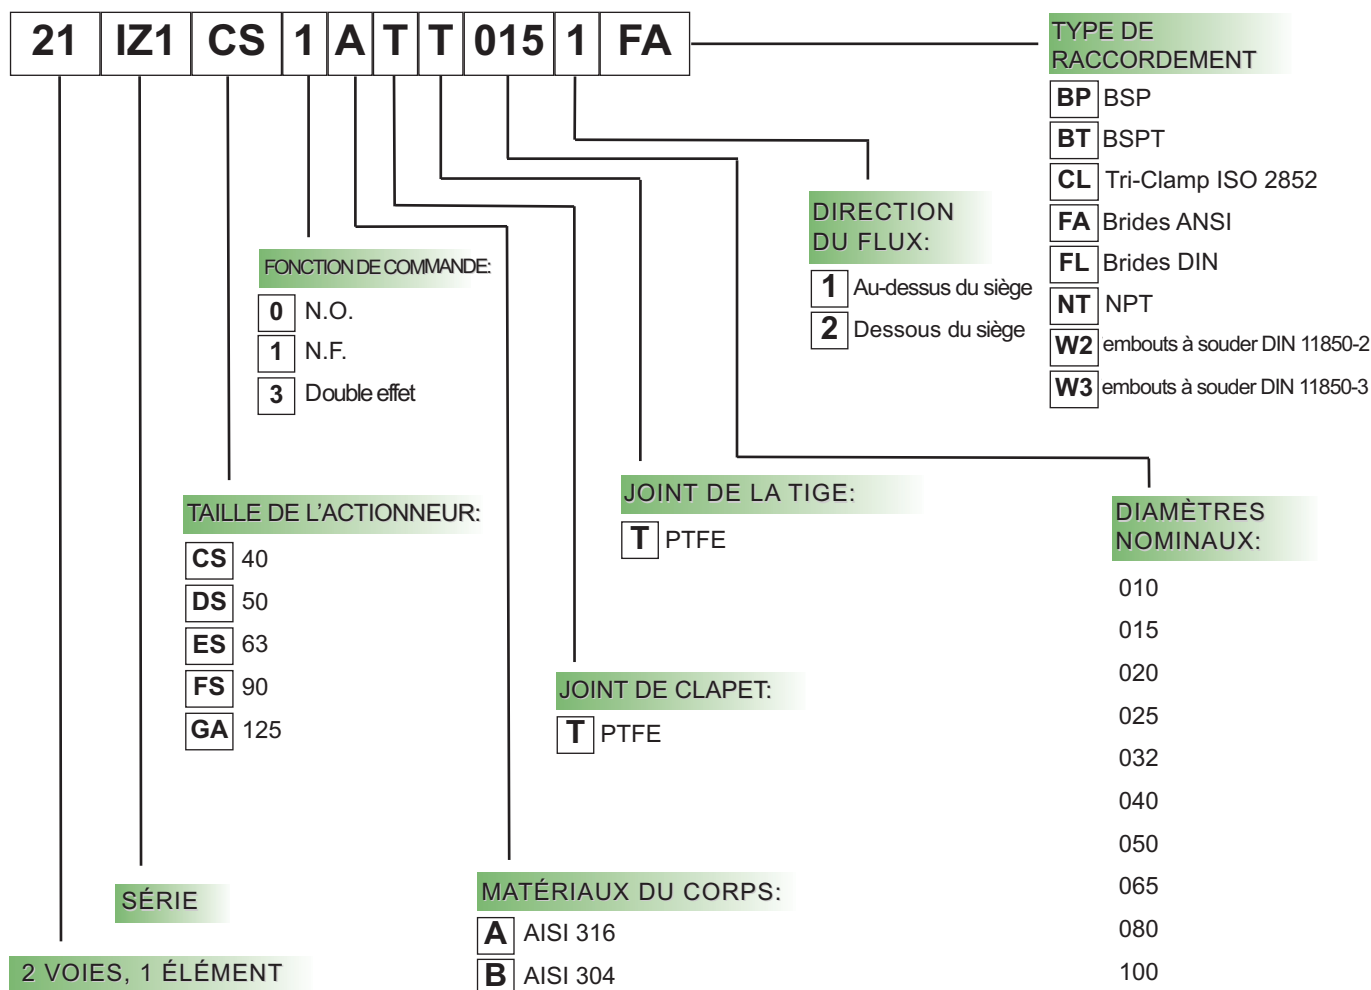 21 IZ1 CS 1 A T T 015 1 FA
TYPE DE
RACCORDEMENT
BP BSP
BT BSPT
CL Tri-Clamp ISO 2852
FA Brides ANSI
FL Brides DIN
NT NPT
W2 embouts à souder DIN 11850-2
W3 embouts à souder DIN 11850-3
DIRECTION
DU FLUX:
1 Au-dessus du siège
2 Dessous du siège
FONCTION DE COMMANDE:
0 N.O.
1 N.F.
3 Double effet
TAILLE DE L'ACTIONNEUR:
CS 40
DS 50
ES 63
FS 90
GA 125
JOINT DE LA TIGE:
T PTFE
DIAMÈTRES
NOMINAUX:
010
015
020
025
032
040
050
065
080
100
JOINT DE CLAPET:
T PTFE
SÉRIE
MATÉRIAUX DU CORPS:
A AISI 316
B AISI 304
2 VOIES, 1 ÉLÉMENT